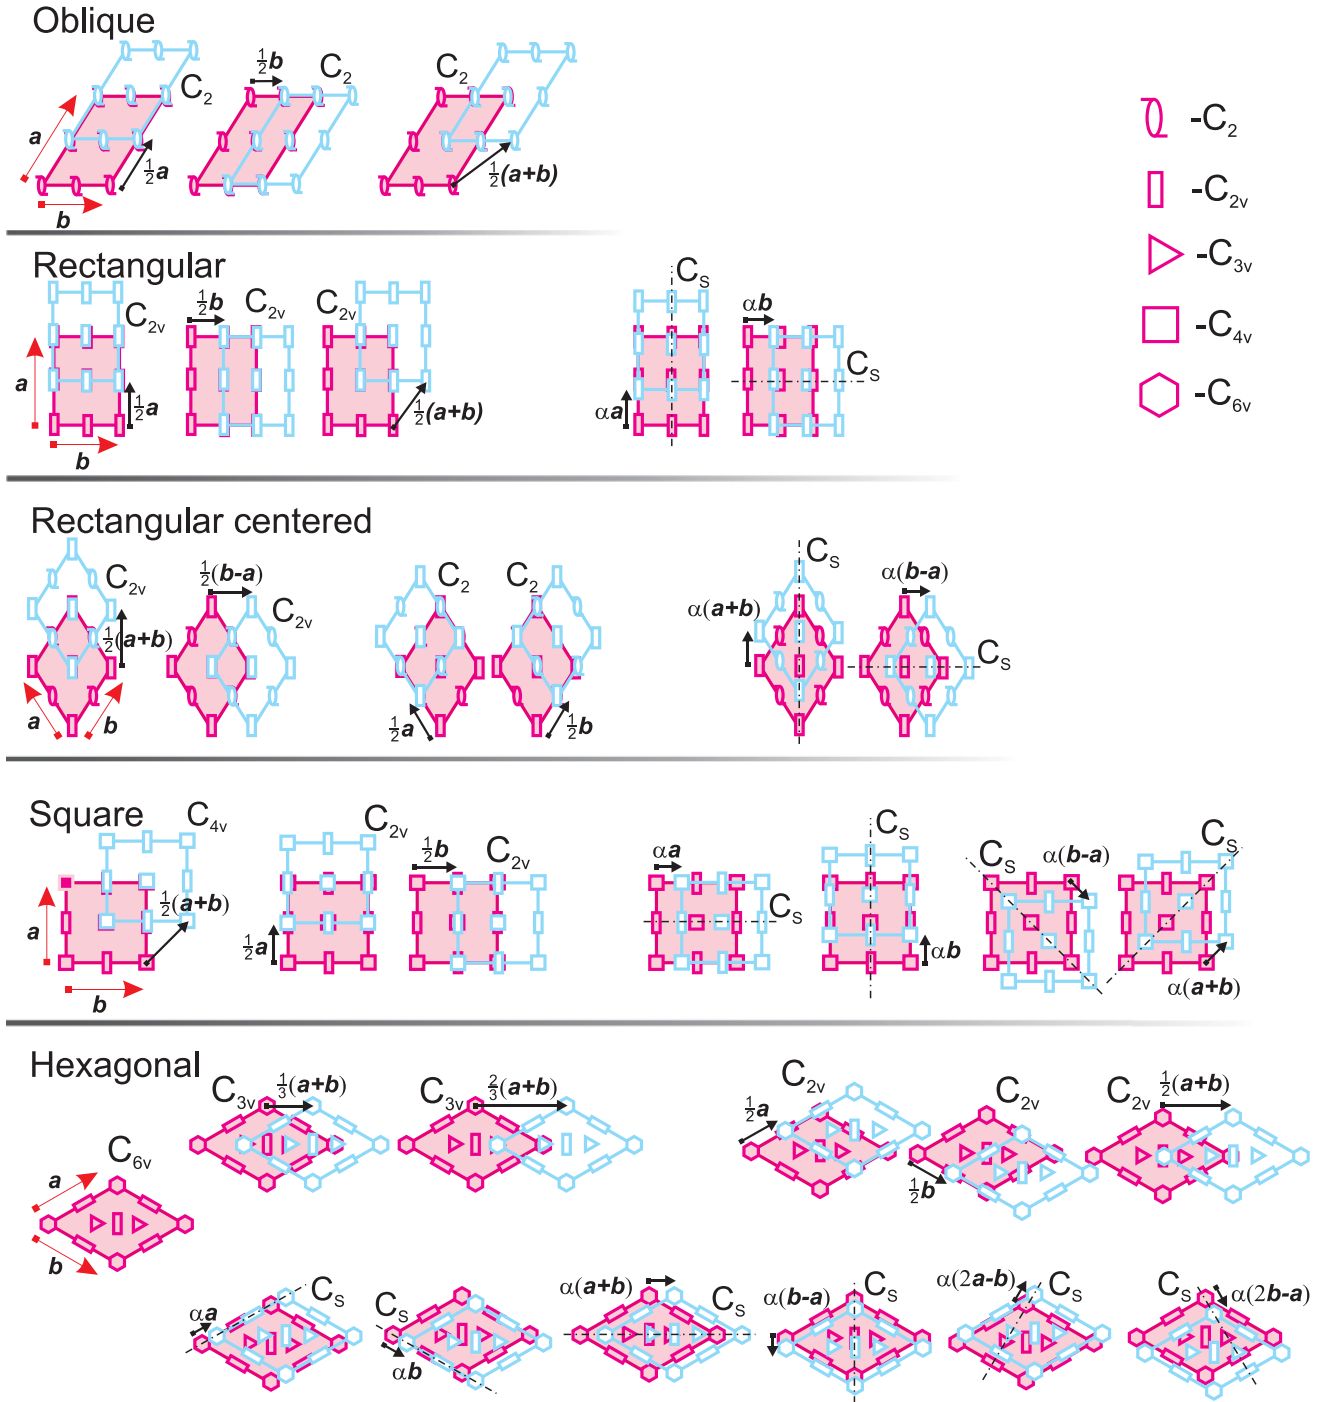 Oblique
C2 ½b C2 C2
a ½a ½(a+b)
b
-C2
-C2v
-C3v
-C4v
-C6v
Rectangular
C2v ½b C2v C2v CS αb
a ½a ½(a+b) αa CS
b
Rectangular centered
C2v ½(b-a) C2v C2 C2 CS α(b-a)
½(a+b) α(a+b) CS
a b ½a ½b
Square
C4v C2v ½b C2v αa CS CS α(b-a) CS
a ½(a+b) ½a CS αb α(a+b)
b
Hexagonal
C3v ⅓(a+b) C3v ⅔(a+b) C2v C2v C2v ½(a+b)
C6v ½a ½b
a
b
αa CS CS αb α(a+b) CS α(b-a) CS α(2a-b) CS CS α(2b-a)